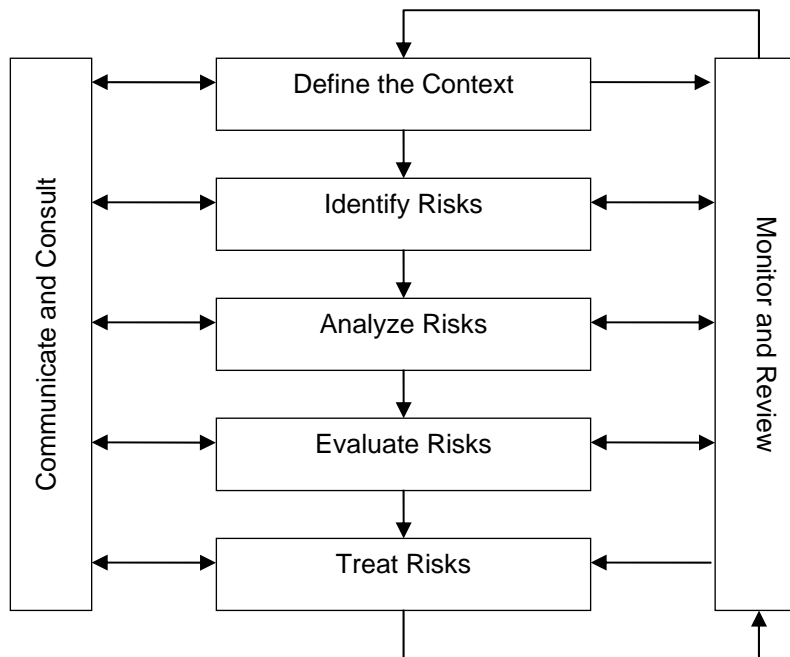 Define the Context
Communicate and Consult
Identify Risks
Monitor and Review
Analyze Risks
Evaluate Risks
Treat Risks